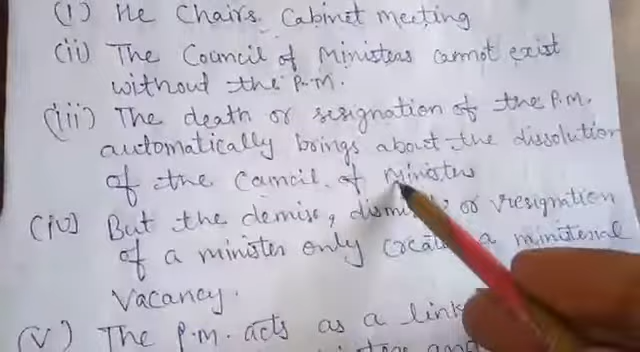 (i) He Chairs Cabinet meeting
(ii) The Council of Ministers cannot exist
without the P.M.
(iii) The death or resignation of the P.M.
automatically brings about the dissolution
of the Council of Ministers
(iv) But the demise, or resignation
of a minister only a ministerial
Vacancy.
(v) The P.M. acts as a link
and